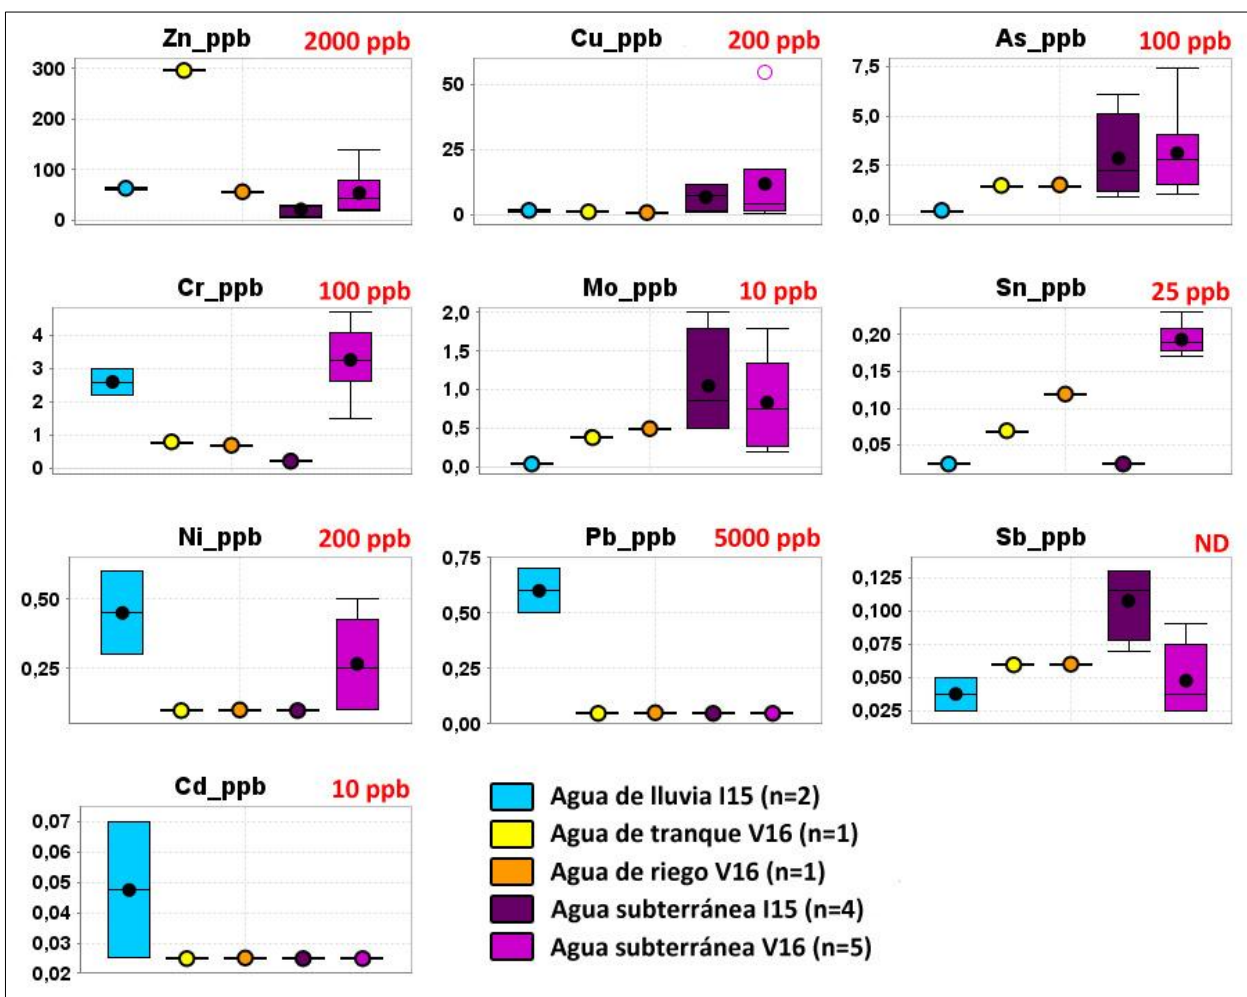 Zn_ppb 2000 ppb
300
200
100
0
Cu_ppb 200 ppb
50
25
0
As_ppb 100 ppb
7,5
5,0
2,5
0,0
Cr_ppb 100 ppb
4
3
2
1
0
Mo_ppb 10 ppb
2,0
1,5
1,0
0,5
0,0
Sn_ppb 25 ppb
0,20
0,15
0,10
0,05
Ni_ppb 200 ppb
0,50
0,25
Pb_ppb 5000 ppb
0,75
0,50
0,25
0,00
Sb_ppb ND
0,125
0,100
0,075
0,050
0,025
Cd_ppb 10 ppb
0,07
0,06
0,05
0,04
0,03
0,02
Agua de lluvia I15 (n=2)
Agua de tranque V16 (n=1)
Agua de riego V16 (n=1)
Agua subterránéa I15 (n=4)
Agua subterránéa V16 (n=5)